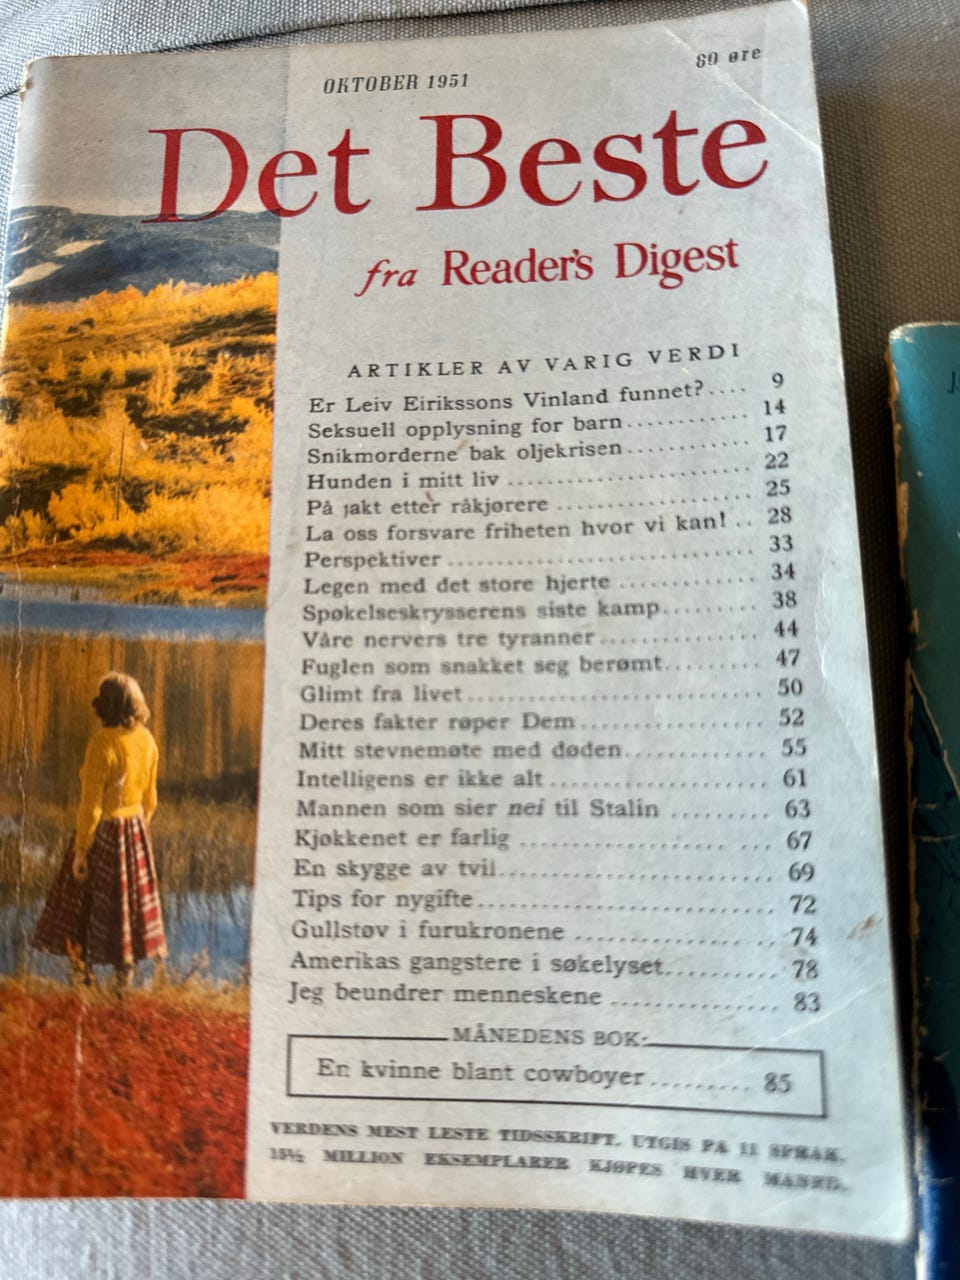 OKTOBER 1951
80 øre
Det Beste
fra Reader's Digest
ARTIKLER AV VARIG VERDI
Er Leiv Eirikssons Vinland funnet?.... 9
Seksuell opplysning for barn............ 14
Snikmorderne bak oljekrisen............ 17
Hunden i mitt liv........................ 22
På jakt etter råkjørere.................. 25
La oss forsvare friheten hvor vi kan! .. 28
Perspektiver............................. 33
Legen med det store hjerte............. 34
Spøkelseskrysserens siste kamp........ 38
Våre nervers tre tyranner.............. 44
Fuglen som snakket seg berømt........ 47
Glimt fra livet........................... 50
Deres fakter røper Dem................. 52
Mitt stevnemøte med døden............ 55
Intelligens er ikke alt................... 61
Mannen som sier nei til Stalin ......... 63
Kjøkkenet er farlig ..................... 67
En skygge av tvil........................ 69
Tips for nygifte.......................... 72
Gullstøv i furukronene ................. 74
Amerikas gangstere i søkelyset......... 78
Jeg beundrer menneskene .............. 83
MÅNEDENS BOK:
En kvinne blant cowboyer......... 85
VERDENS MEST LESTE TIDSSKRIFT. UTGIS PÅ 11 SPRÅK.
15½ MILLION EKSEMPLARER KJØPES HVER MÅNED.